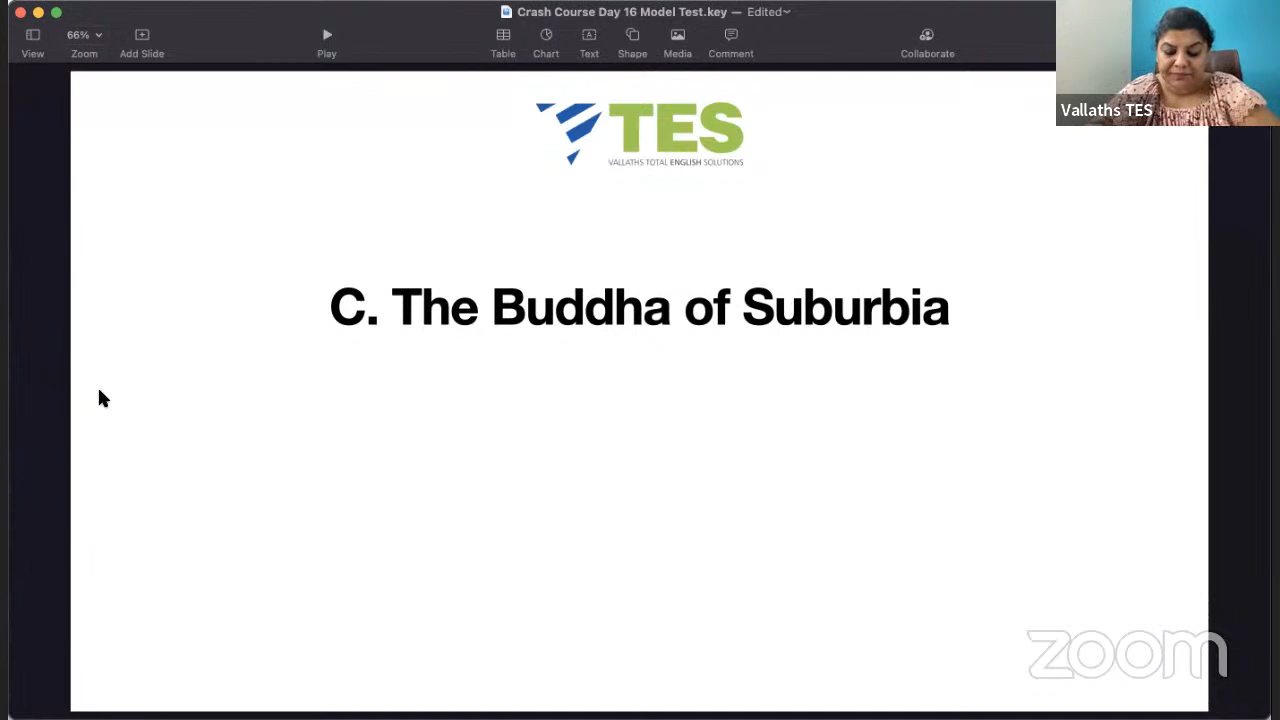 Crash Course Day 16 Model Test.key — Edited
66%
View
Zoom
Add Slide
Play
Table
Chart
Text
Shape
Media
Comment
Collaborate
Vallaths TES
TES
VALLATHS TOTAL ENGLISH SOLUTIONS
C. The Buddha of Suburbia
zoom